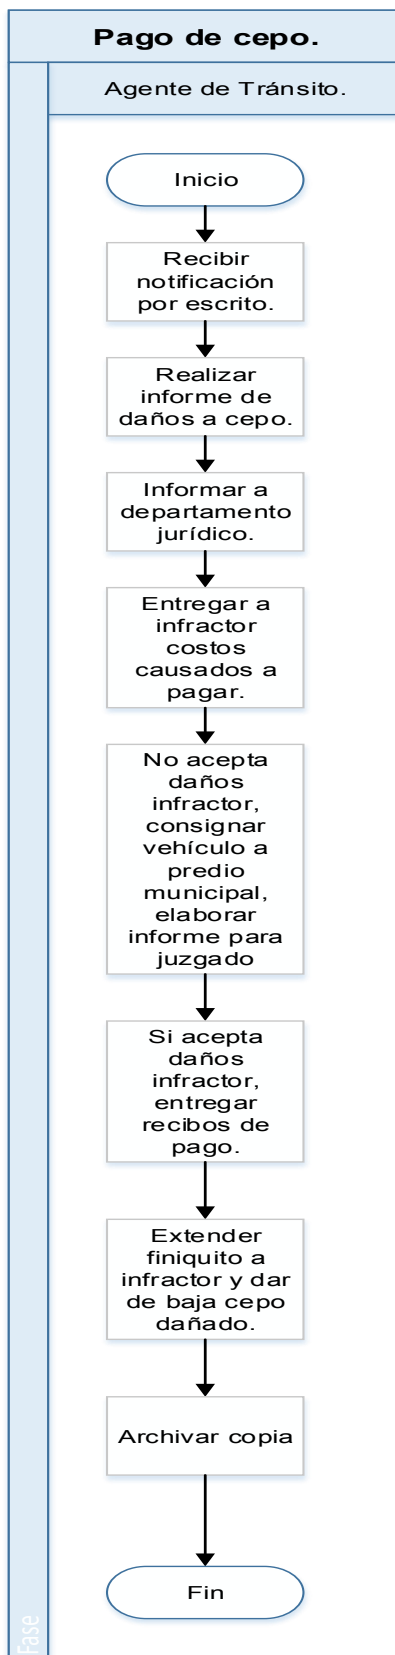 Pago de cepo.
Agente de Tránsito.
Inicio
Recibir
notificación
por escrito.
Realizar
informe de
daños a cepo.
Informar a
departamento
jurídico.
Entregar a
infractor
costos
causados a
pagar.
No acepta
daños
infractor,
consignar
vehículo a
predio
municipal,
elaborar
informe para
juzgado
Si acepta
daños
infractor,
entregar
recibos de
pago.
Extender
finiquito a
infractor y dar
de baja cepo
dañado.
Archivar copia
Fin
Fase